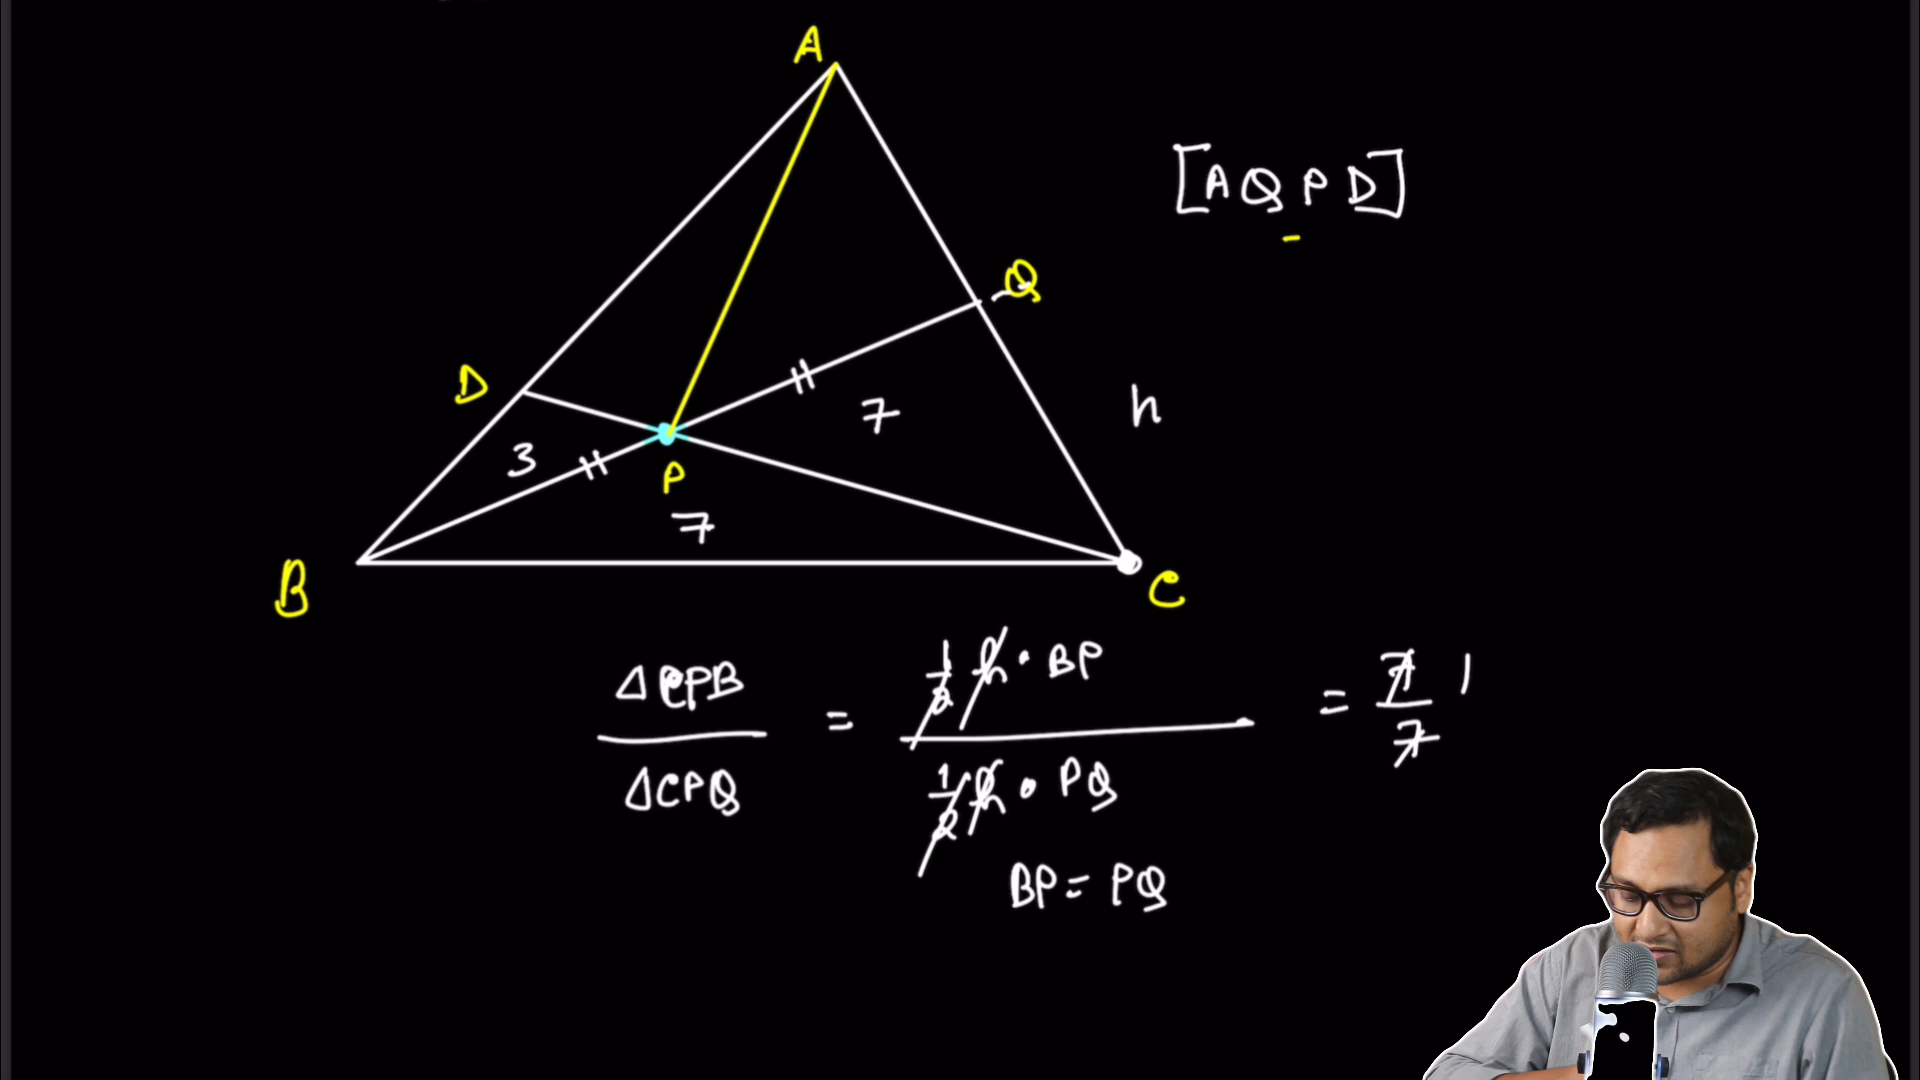 A
[AQPD]
Q
D
h
7
3
P
7
B
C
ΔCPB / ΔCPQ = 1/2 h · BP / 1/2 h · PQ = 7/7 1
BP = PQ